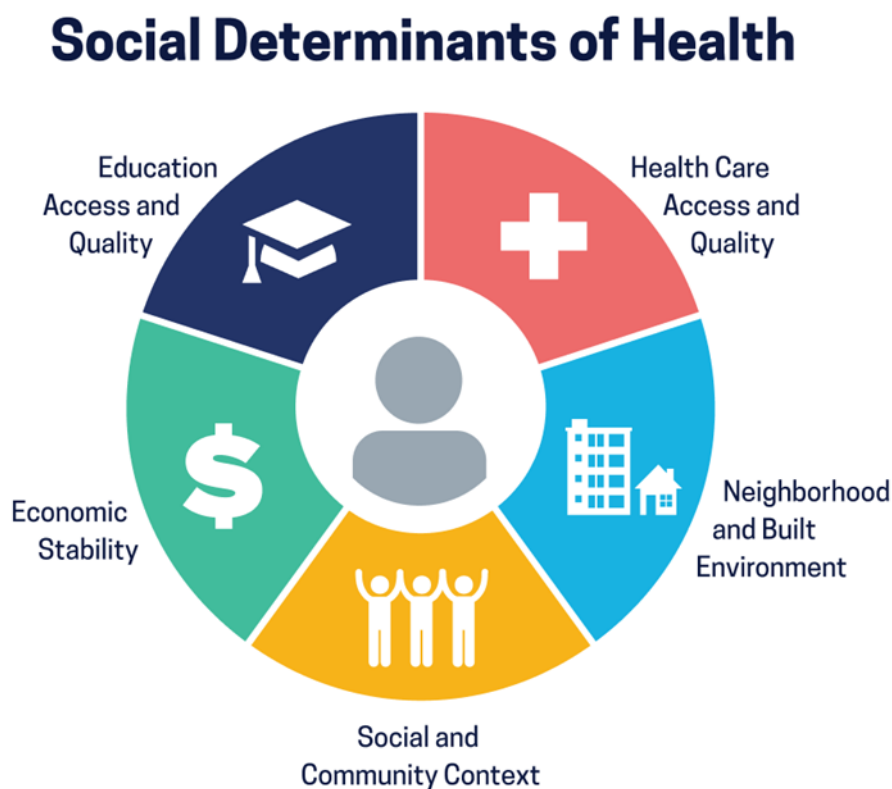 Social Determinants of Health
Education
Access and
Quality
Health Care
Access and
Quality
Economic
Stability
Neighborhood
and Built
Environment
Social and
Community Context